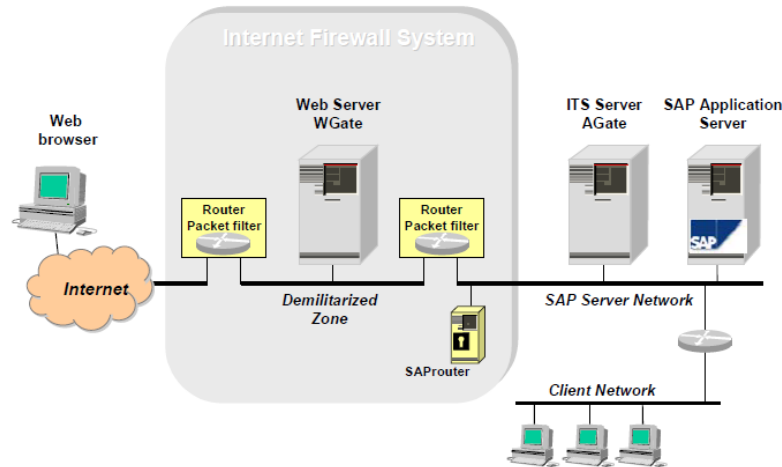 Internet Firewall System
Web
browser
Web Server
WGate
ITS Server
AGate
SAP Application
Server
Router
Packet filter
Router
Packet filter
SAP
Internet
Demilitarized
Zone
SAP Server Network
SAProuter
Client Network